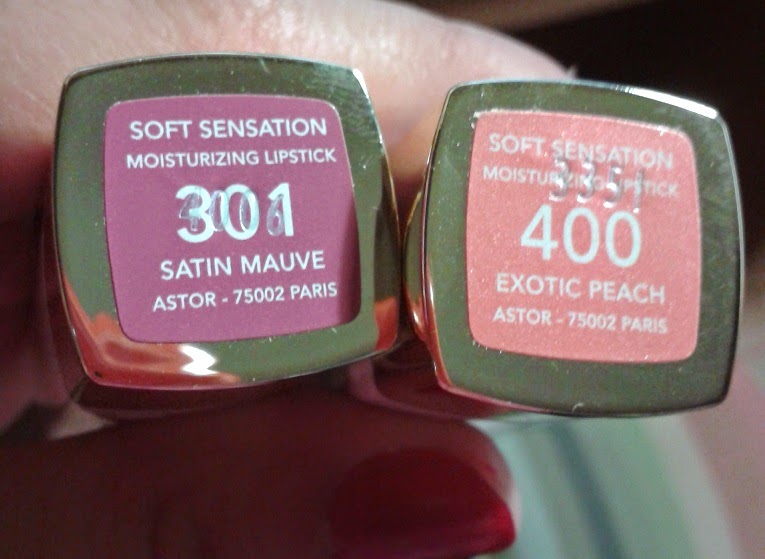 SOFT SENSATION
MOISTURIZING LIPSTICK
301
SATIN MAUVE
ASTOR - 75002 PARIS
SOFT SENSATION
MOISTURIZING LIPSTICK
3351
400
EXOTIC PEACH
ASTOR - 75002 PARIS